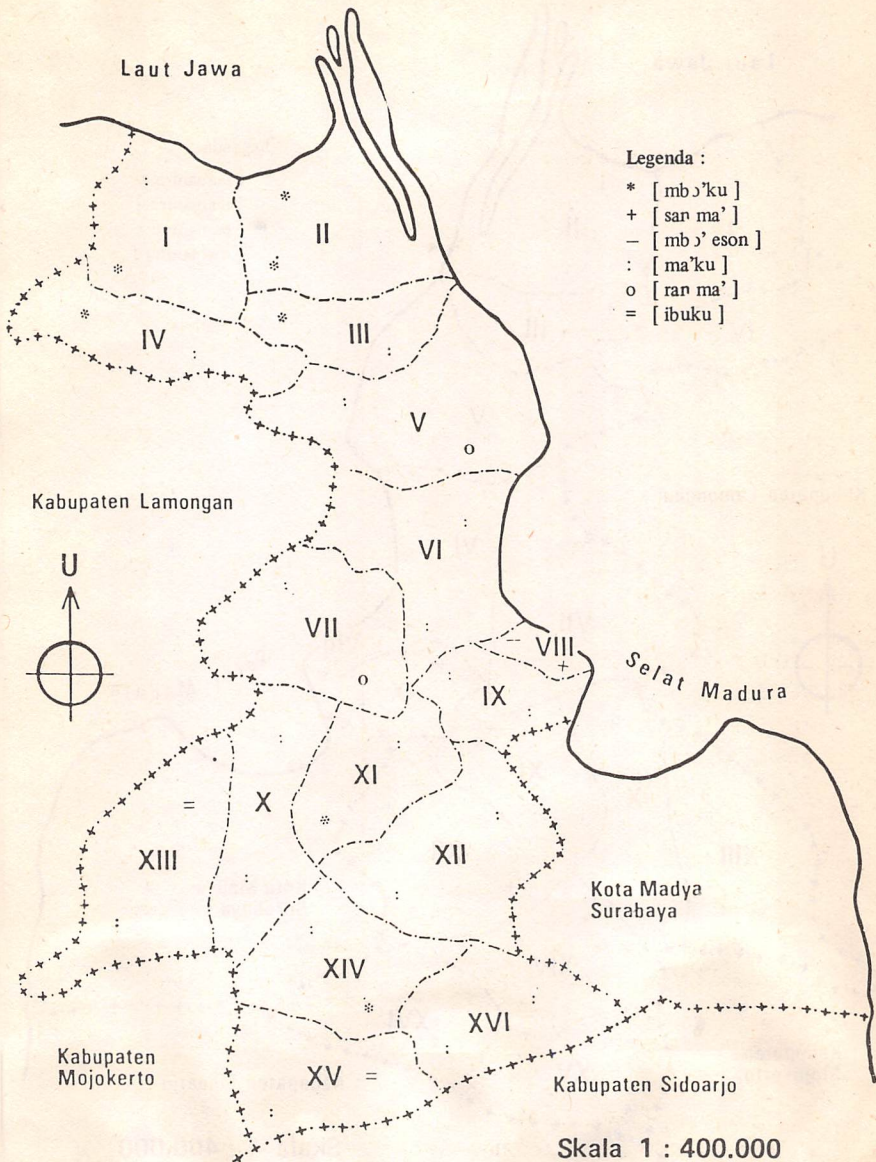 Laut Jawa
Legenda :
* [ mbɔ'ku ]
+ [ saŋ ma' ]
– [ mbɔ' eson ]
: [ ma'ku ]
o [ raŋ ma' ]
= [ ibuku ]
I
II
III
IV
V
Kabupaten Lamongan
VI
U
VII
VIII
Selat Madura
IX
X
XI
XII
XIII
Kota Madya
Surabaya
XIV
XVI
Kabupaten
Mojokerto
XV
Kabupaten Sidoarjo
Skala 1 : 400.000